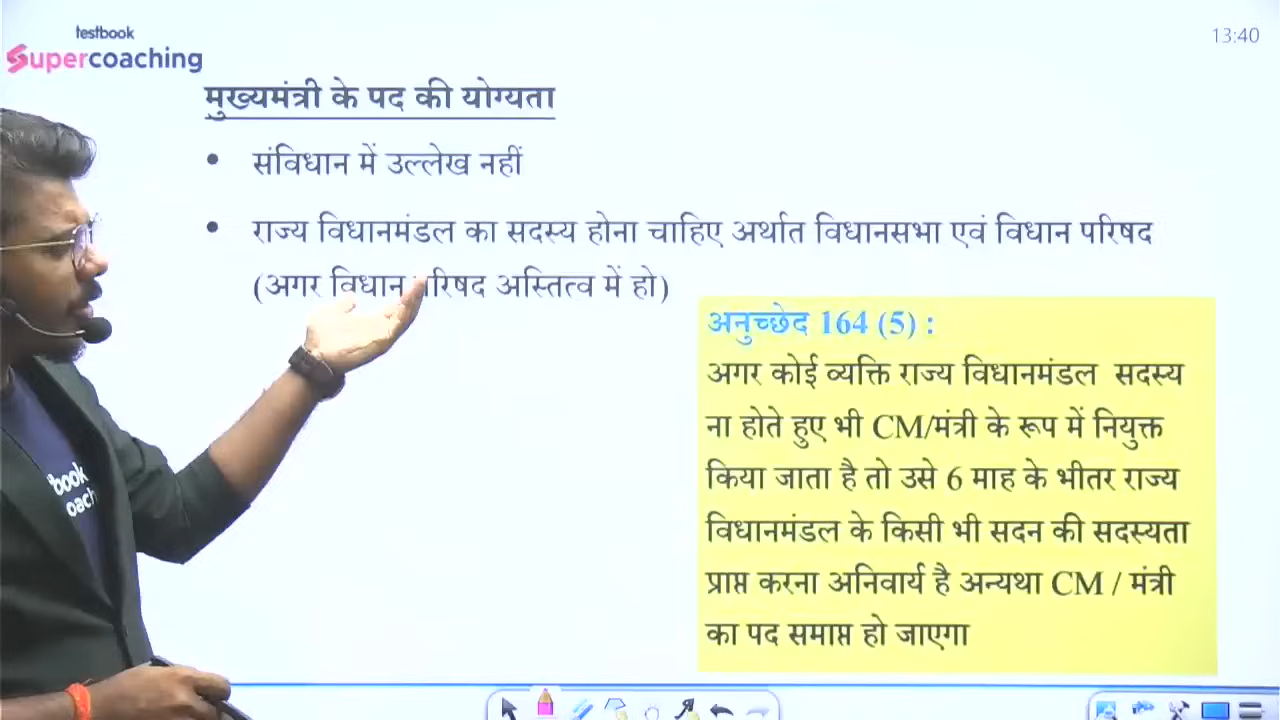 testbook
Supercoaching
13:40
मुख्यमंत्री के पद की योग्यता
• संविधान में उल्लेख नहीं
• राज्य विधानमंडल का सदस्य होना चाहिए अर्थात विधानसभा एवं विधान परिषद
(अगर विधान परिषद अस्तित्व में हो)
अनुच्छेद 164 (5) :
अगर कोई व्यक्ति राज्य विधानमंडल सदस्य
ना होते हुए भी CM/मंत्री के रूप में नियुक्त
किया जाता है तो उसे 6 माह के भीतर राज्य
विधानमंडल के किसी भी सदन की सदस्यता
प्राप्त करना अनिवार्य है अन्यथा CM / मंत्री
का पद समाप्त हो जाएगा
book
oach